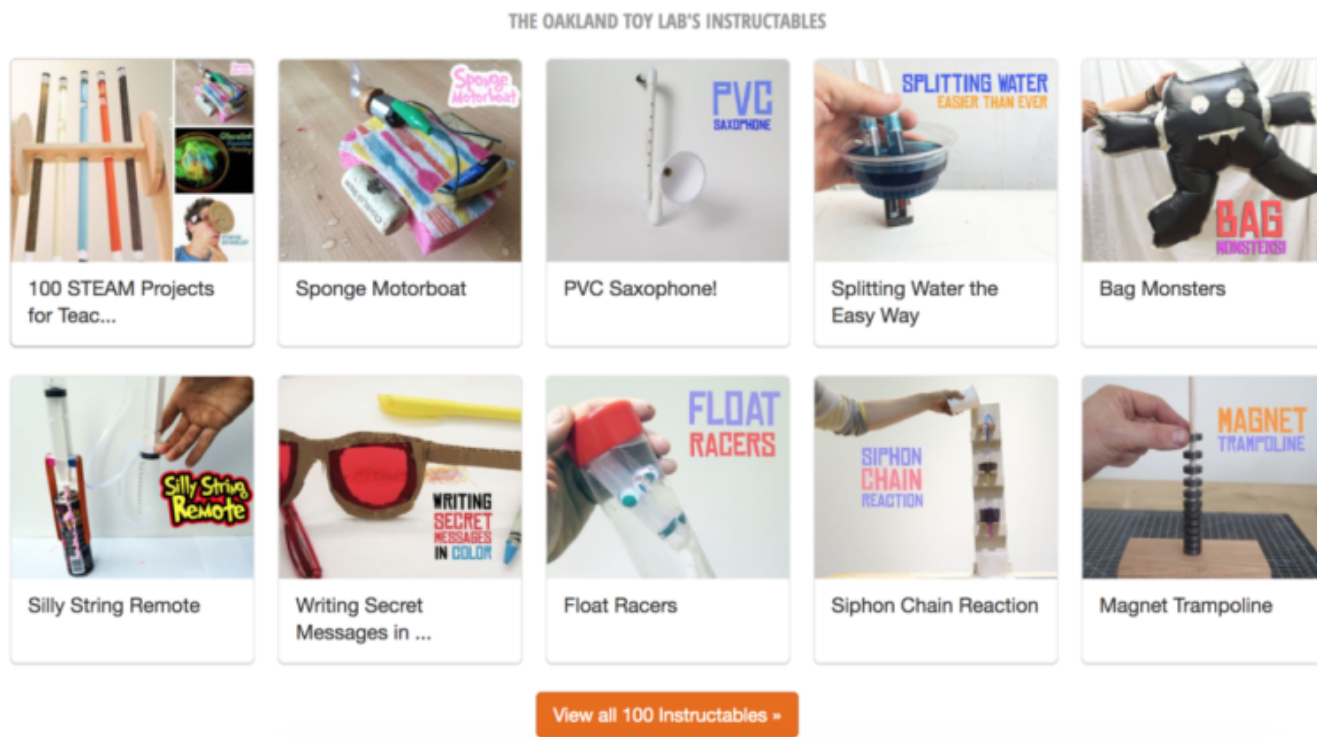 THE OAKLAND TOY LAB'S INSTRUCTABLES
Sponge
Motorboat
PVC
SAXOPHONE
SPLITTING WATER
EASIER THAN EVER
BAG
MONSTERS!
100 STEAM Projects
for Teac...
Sponge Motorboat
PVC Saxophone!
Splitting Water the
Easy Way
Bag Monsters
Silly String
Remote
WRITING
SECRET
MESSAGES
IN COLOR
FLOAT
RACERS
SIPHON
CHAIN
REACTION
MAGNET
TRAMPOLINE
Silly String Remote
Writing Secret
Messages in ...
Float Racers
Siphon Chain Reaction
Magnet Trampoline
View all 100 Instructables »